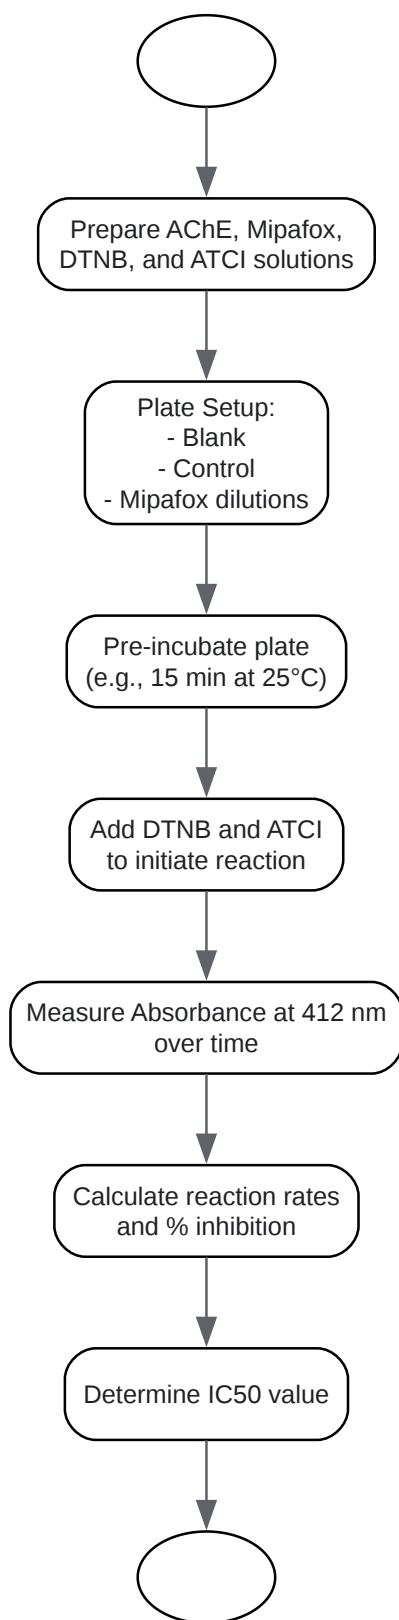 Prepare AChE, Mipafox,
DTNB, and ATCI solutions
Plate Setup:
- Blank
- Control
- Mipafox dilutions
Pre-incubate plate
(e.g., 15 min at 25°C)
Add DTNB and ATCI
to initiate reaction
Measure Absorbance at 412 nm
over time
Calculate reaction rates
and % inhibition
Determine IC50 value